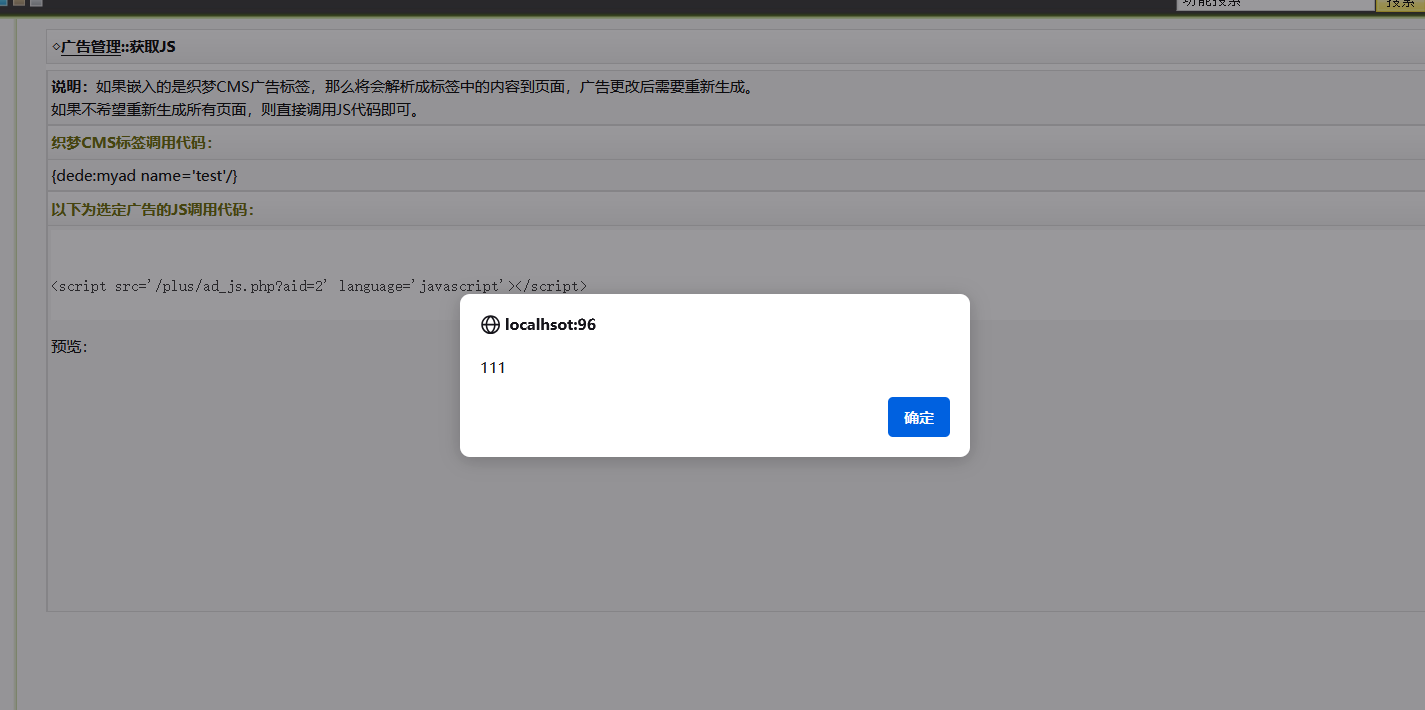 功能搜索 搜索
◇广告管理::获取JS
说明：如果嵌入的是织梦CMS广告标签，那么将会解析成标签中的内容到页面，广告更改后需要重新生成。
如果不希望重新生成所有页面，则直接调用JS代码即可。
织梦CMS标签调用代码：
{dede:myad name='test'/}
以下为选定广告的JS调用代码：
<script src='/plus/ad_js.php?aid=2' language='javascript'></script>
localhsot:96
预览：
111
确定